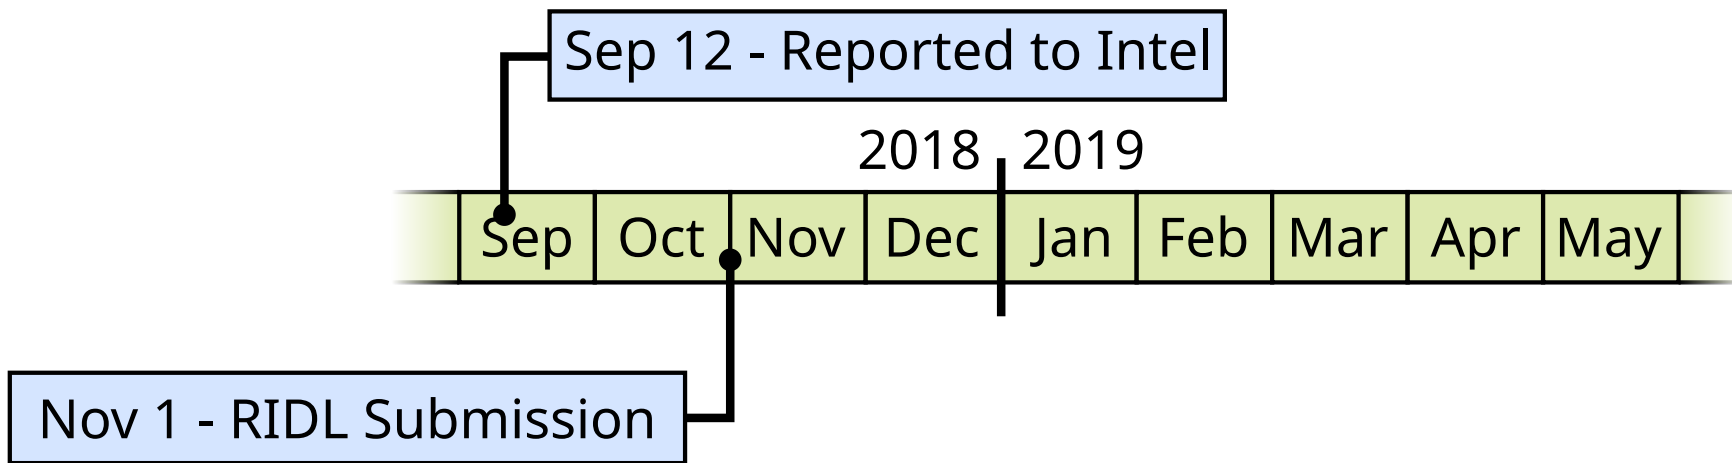 Sep 12 - Reported to Intel
2018 2019
Sep Oct Nov Dec Jan Feb Mar Apr May
Nov 1 - RIDL Submission